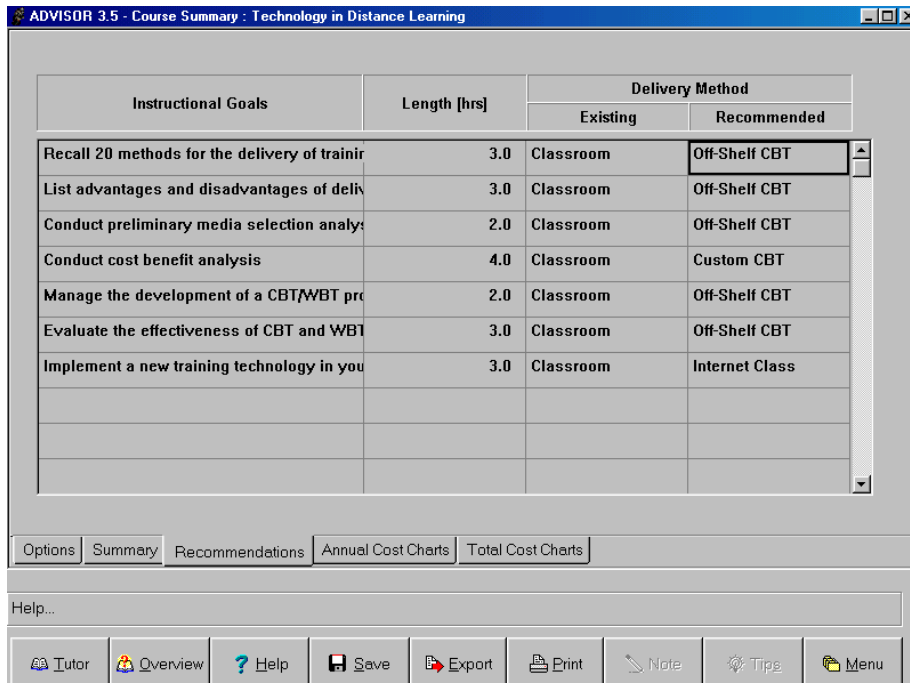 ADVISOR 3.5 - Course Summary : Technology in Distance Learning
Instructional Goals Length [hrs] Delivery Method
Existing Recommended
Recall 20 methods for the delivery of trainin 3.0 Classroom Off-Shelf CBT
List advantages and disadvantages of deliv 3.0 Classroom Off-Shelf CBT
Conduct preliminary media selection analys 2.0 Classroom Off-Shelf CBT
Conduct cost benefit analysis 4.0 Classroom Custom CBT
Manage the development of a CBT/WBT pro 2.0 Classroom Off-Shelf CBT
Evaluate the effectiveness of CBT and WBT 3.0 Classroom Off-Shelf CBT
Implement a new training technology in you 3.0 Classroom Internet Class
Options Summary Recommendations Annual Cost Charts Total Cost Charts
Help...
Tutor Overview Help Save Export Print Note Tips Menu